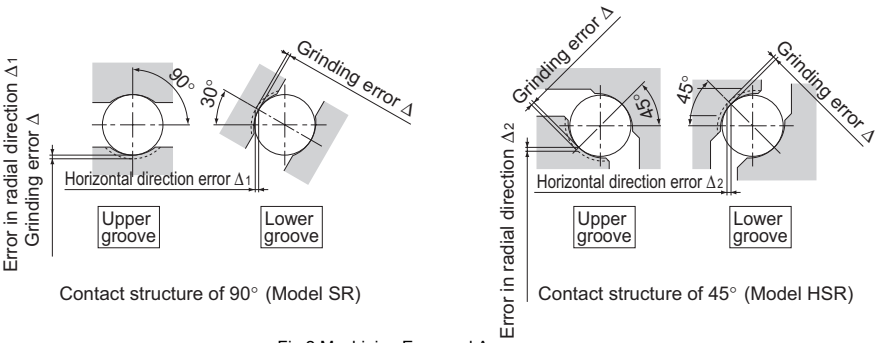 Error in radial direction Δ1
Grinding error Δ
90°
30°
Grinding error Δ
Horizontal direction error Δ1
Upper
groove
Lower
groove
Contact structure of 90° (Model SR)
Error in radial direction Δ2
Grinding error Δ
45°
45°
Grinding error Δ
Horizontal direction error Δ2
Upper
groove
Lower
groove
Contact structure of 45° (Model HSR)